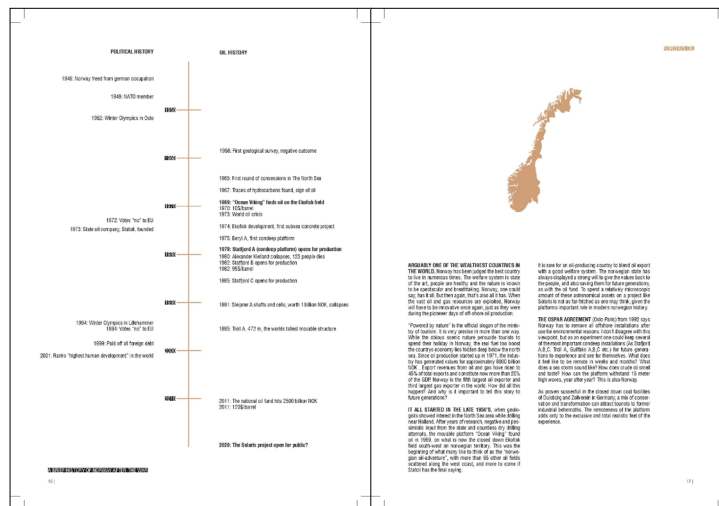 POLITICAL HISTORY
OIL HISTORY
1945: Norway freed from german occupation
1949: NATO member
1952: Winter Olympics in Oslo
1958: First geological survey, negative outcome
1965: First round of consessions in The North Sea
1967: Traces of hydrocarbons found, sign of oil
1969: "Ocean Viking" finds oil on the Ekofisk field
1970: 10$/barrel
1973: World oil crisis
1972: Votes "no" to EU
1973: State oil company, Statoil, founded
1974: Ekofisk development, first subsea concrete project
1975: Beryl A, first condeep platform
1979: Statfjord A (condeep platform) opens for production
1980: Alexander Kielland collapses, 123 people dies
1982: Statfjord B opens for production
1982: 95$/barrel
1985: Statfjord C opens for production
1991: Sleipner A shafts and cells, worth 1 billion NOK, collapses
1994: Winter Olympics in Lillehammer
1994: Votes "no" to EU
1995: Troll A: 472 m, the worlds tallest movable structure
1999: Paid off all foreign debt
2001: Ranks "highest human development" in the world
2011: The national oil fund hits 2500 billion NOK
2011: 123$/barrel
2020: The Solaris project open for public?
A BRIEF HISTORY OF NORWAY AFTER THE WAR
ARGUABLY ONE OF THE WEALTHIEST COUNTRIES IN
THE WORLD, Norway has been judged the best country
to live in numerous times. The welfare system is state
of the art, people are healthy and the nature is known
to be spectacular and breathtaking. Norway, one could
say, has it all. But then again, that's also all it has. When
the vast oil and gas resources are exploited, Norway
will have to be innovative once again, just as they were
during the pioneer days of off-shore oil production.
"Powered by nature" is the official slogan of the minis-
try of tourism. It is very precise in more than one way.
While the obvious scenic nature persuade tourists to
spend their holiday in Norway, the real fuel too boost
the countrys economy lies hidden deep below the north
sea. Since oil production started up in 1971, the indus-
try has generated values for approximately 9000 billion
NOK. Export revenues from oil and gas have risen to
45% of total exports and constitute now more than 20%
of the GDP. Norway is the fifth largest oil exporter and
third largest gas exporter in the world. How did all this
happen? And why is it important to tell this story to
future generations?
IT ALL STARTED IN THE LATE 1950'S, when geolo-
gists showed interest in the North Sea area while drilling
near Holland. After years of research, negative and pes-
simistic input from the state and countless dry drilling
attempts, the movable platform "Ocean Viking" found
oil in 1969, on what is now the closed down Ekofisk
field south-west on norwegian territory. This was the
beginning of what many like to think of as the "norwe-
gian oil-adventure", with more than 55 other oil fields
scattered along the west coast, and more to come if
Statoil has the final saying.
It is rare for an oil-producing country to blend oil export
with a good welfare system. The norwegian state has
always displayed a strong will to give the values back to
the people, and also saving them for future generations,
as with the oil fund. To spend a relatively microscopic
amount of these astronomical assets on a project like
Solaris is not as far-fetched as one may think, given the
platforms important role in modern norwegian history.
THE OSPAR AGREEMENT (Oslo-Paris) from 1992 says
Norway has to remove all offshore installations after
use for environmental reasons. I don't disagree with this
viewpoint, but as an experiment one could keep several
of the most important condeep installations (i.e Statfjord
A,B,C, Troll A, Gullfaks A,B,C etc.) for future genera-
tions to experience and see for themselves. What does
it feel like to be remote in weeks and months? What
does a sea storm sound like? How does crude oil smell
and taste? How can the platform withstand 15 meter
high waves, year after year? This is also Norway.
As proven successful in the closed down coal facilities
of Duisburg and Zollverein in Germany, a mix of conser-
vation and transformation can attract tourists to former
industrial behemoths. The remoteness of the platform
adds only to the exclusive and total realistic feel of the
experience.